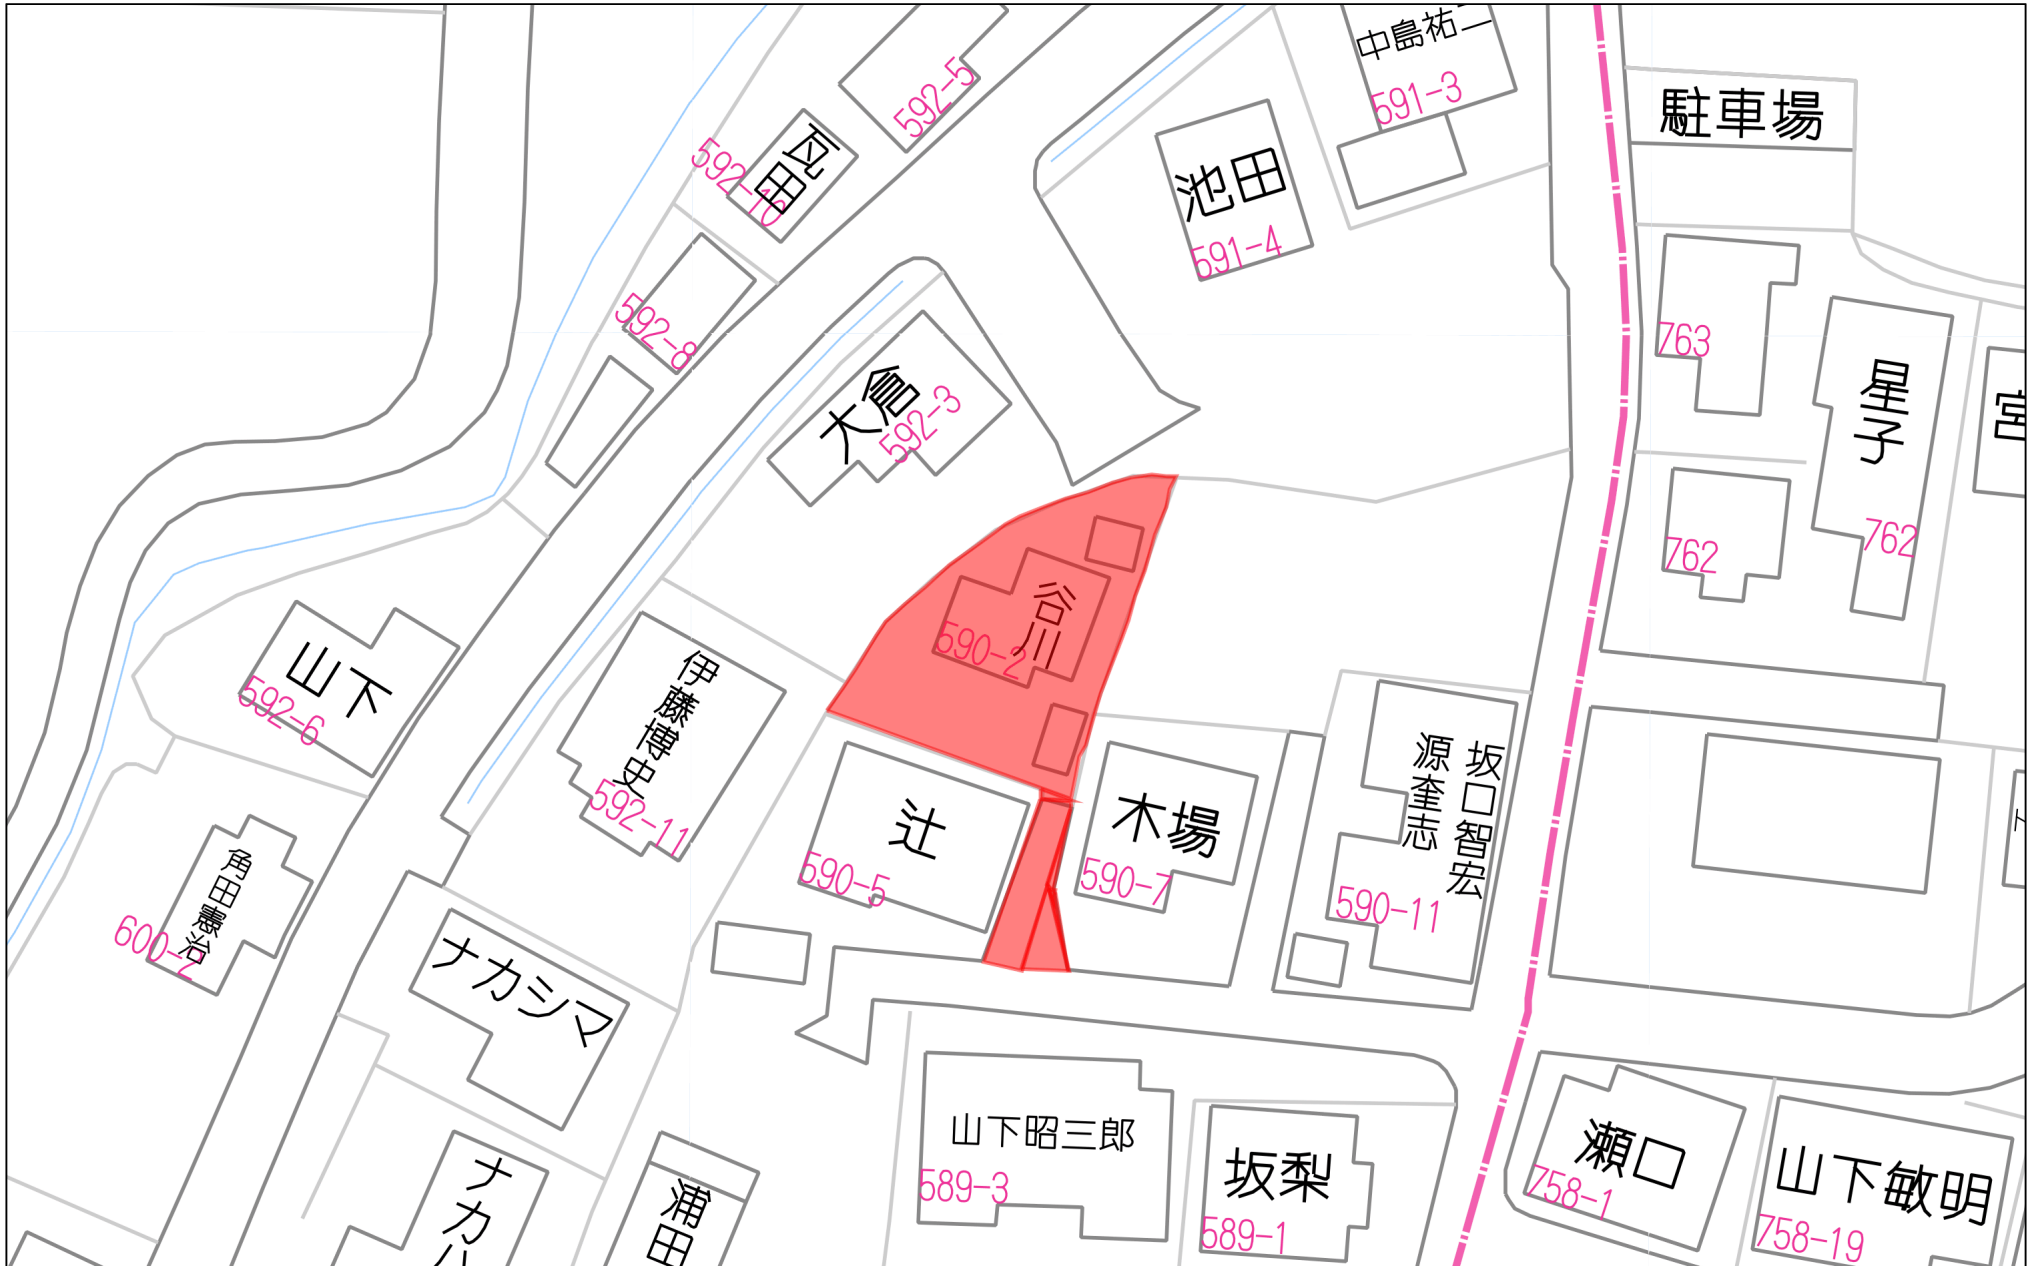 中島祐二
591-3
592-5
駐車場
瓦田
592-10
池田
591-4
592-8
763
星子
762
宮
大倉
592-3
762
谷川
590-2
山下
592-6
伊藤博史
592-11
坂口智宏
源奎志
590-11
辻
590-5
木場
590-7
角田憲治
600-2
ナカシマ
山下昭三郎
589-3
坂梨
589-1
瀬口
758-1
山下敏明
758-19
ナカハ
浦田